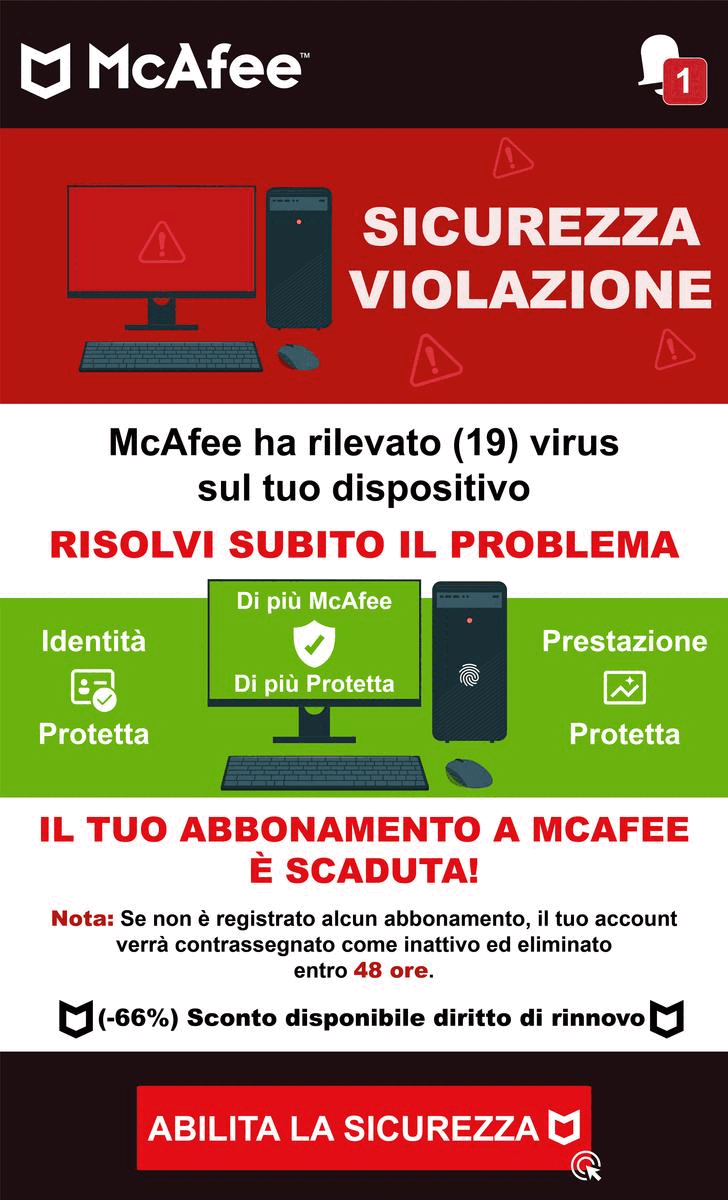 McAfee™
1
SICUREZZA
VIOLAZIONE
McAfee ha rilevato (19) virus
sul tuo dispositivo
RISOLVI SUBITO IL PROBLEMA
Identità
Protetta
Di più McAfee
Di più Protetta
Prestazione
Protetta
IL TUO ABBONAMENTO A MCAFEE
È SCADUTA!
Nota: Se non è registrato alcun abbonamento, il tuo account
verrà contrassegnato come inattivo ed eliminato
entro 48 ore.
(-66%) Sconto disponibile diritto di rinnovo
ABILITA LA SICUREZZA